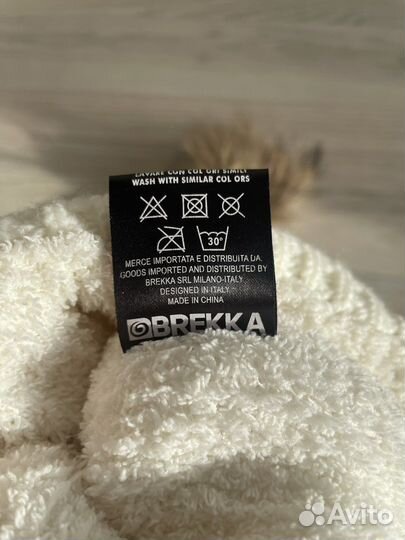 LAVARE CON COLORI SIMILI
WASH WITH SIMILAR COLORS
30°
MERCE IMPORTATA E DISTRIBUITA DA.
GOODS IMPORTED AND DISTRIBUTED BY
BREKKA SRL MILANO-ITALY
DESIGNED IN ITALY
MADE IN CHINA
BREKKA
Avito